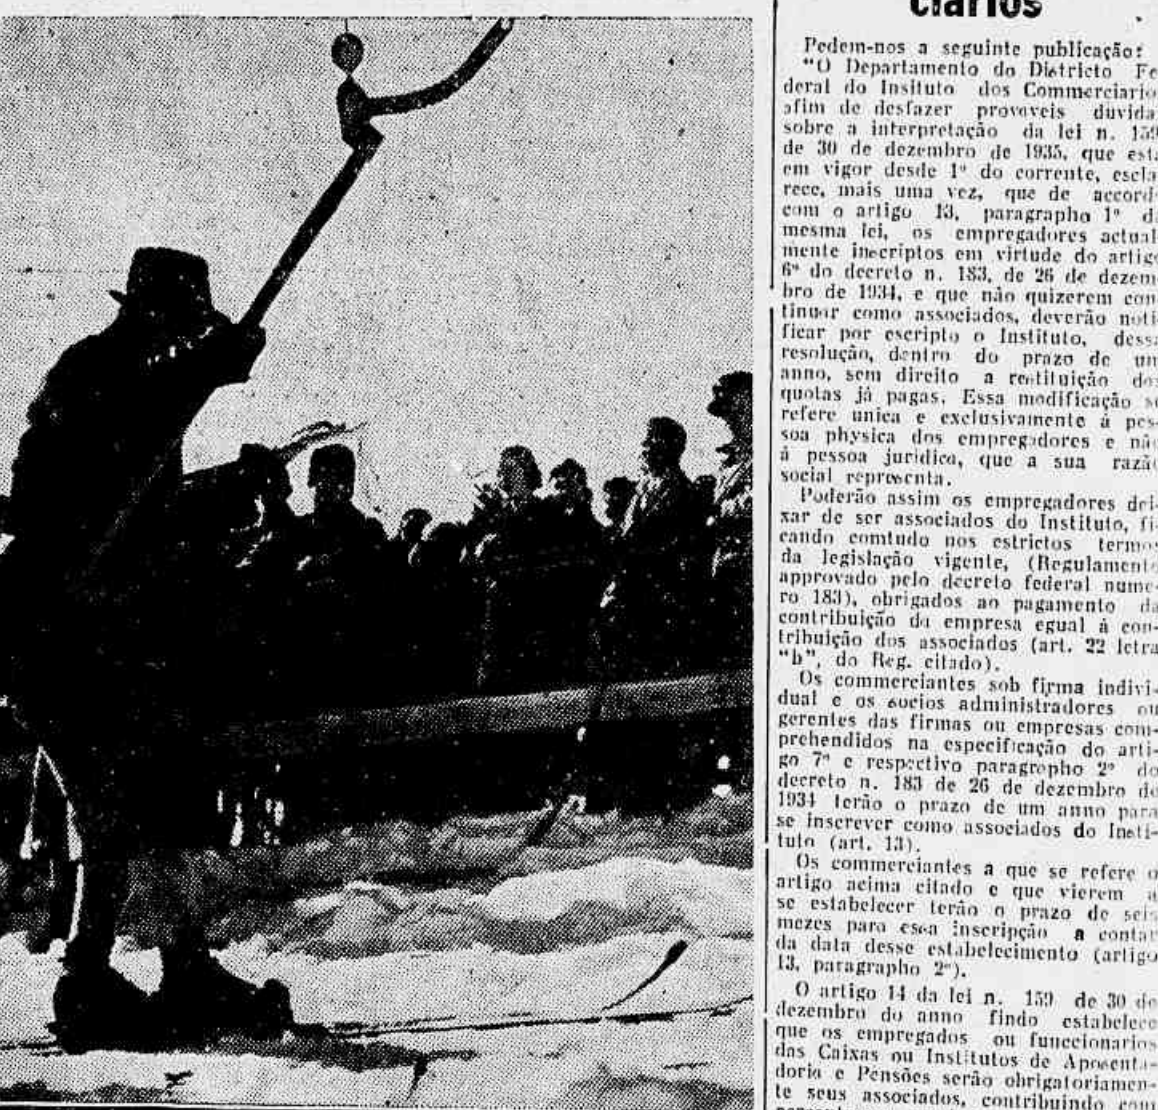 ciarios
Pedem-nos a seguinte publicação:
"O Departamento do Districto Fe
deral do Insituto dos Commerciario
afim de desfazer provaveis duvida
sobre a interpretação da lei n. 159
de 30 de dezembro de 1935, que está
em vigor desde 1º do corrente, escla
rece, mais uma vez, que de accord
com o artigo 13, paragrapho 1º d
mesma lei, os empregadores actual
mente inscriptos em virtude do artigo
6º do decreto n. 183, de 26 de dezem
bro de 1934, e que não quizerem con
tinuar como associados, deverão noti
ficar por escripto o Instituto, dessa
resolução, dentro do prazo de um
anno, sem direito a restituição dos
quotas já pagas. Essa modificação se
refere unica e exclusivamente á pes-
soa physica dos empregadores e não
á pessoa juridica, que a sua razão
social representa.
Poderão assim os empregadores dei-
xar de ser associados do Instituto, fi
cando comtudo nos estrictos termos
da legislação vigente, (Regulamento
approvado pelo decreto federal nume-
ro 183), obrigados ao pagamento da
contribuição da empresa egual á con-
tribuição dos associados (art. 22 letra
"b", do Reg. citado).
Os commerciantes sob firma indivi-
dual e os socios administradores ou
gerentes das firmas ou empresas com-
prehendidos na especificação do arti-
go 7º e respectivo paragrapho 2º do
decreto n. 183 de 26 de dezembro de
1934 terão o prazo de um anno para
se inscrever como associados do Insti-
tuto (art. 13).
Os commerciantes a que se refere o
artigo acima citado e que vierem a
se estabelecer terão o prazo de seis
mezes para essa inscripção a contar
da data desse estabelecimento (artigo
13, paragrapho 2º).
O artigo 14 da lei n. 159 de 30 de
dezembro do anno findo estabelece
que os empregados ou funccionarios
das Caixas ou Institutos de Aposenta-
doria e Pensões serão obrigatoriamen-
te seus associados, contribuindo com